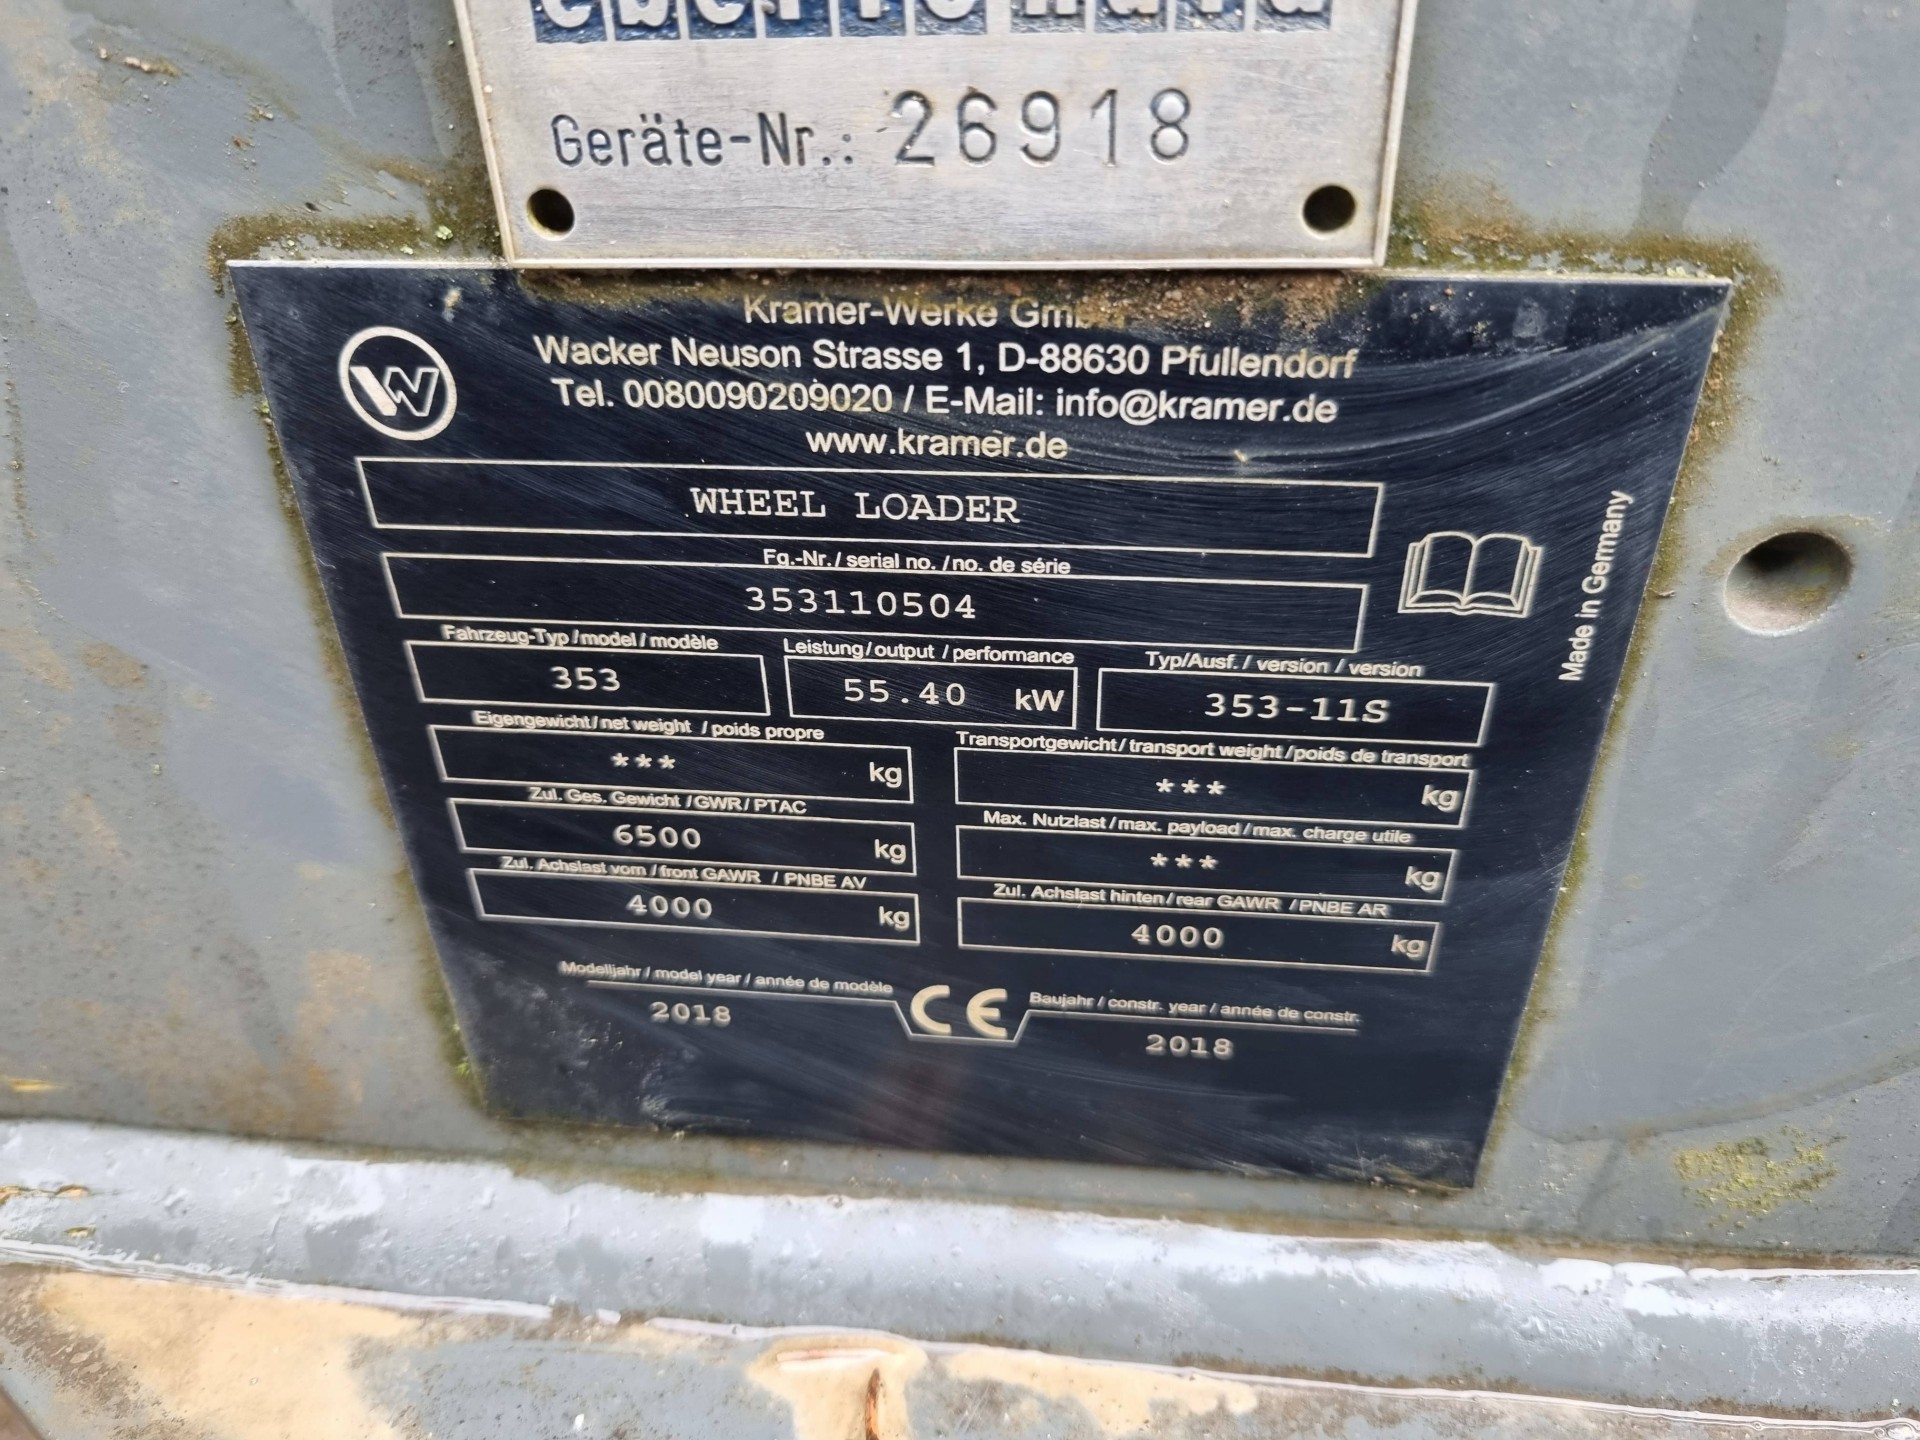 Geräte-Nr.: 26918
Kramer-Werke
Wacker Neuson Strasse 1, D-88630 Pfullendorf
Tel. 0080090209020 / E-Mail: info@kramer.de
www.kramer.de
WHEEL LOADER
Fg.-Nr./ serial no. /no. de série
353110504
Made in Germany
Fahrzeug-Typ/model/modèle Leistung/output /performance Typ/Ausf./ version/version
353 55.40 kW 353-11S
Eigengewicht/net weight /poids propre Transportgewicht/transport weight/poids de transport
*** kg *** kg
Zul. Ges. Gewicht /GWR/PTAC Max. Nutzlast/max. payload/max. charge utile
6500 kg *** kg
Zul. Achslast vorn/front GAWR /PNBE AV Zul. Achslast hinten/rear GAWR /PNBE AR
4000 kg 4000 kg
Modelljahr/model year/année de modèle CE Baujahr/constr. year/année de constr.
2018 2018